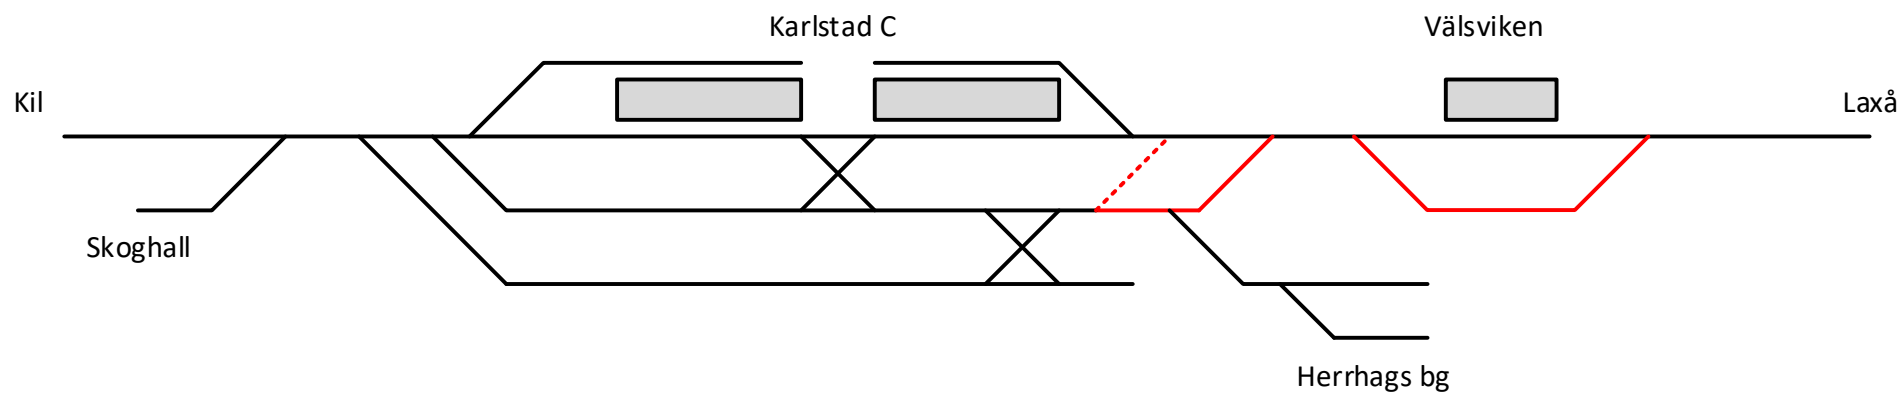 Karlstad C
Välsviken
Kil
Laxå
Skoghall
Herrhags bg